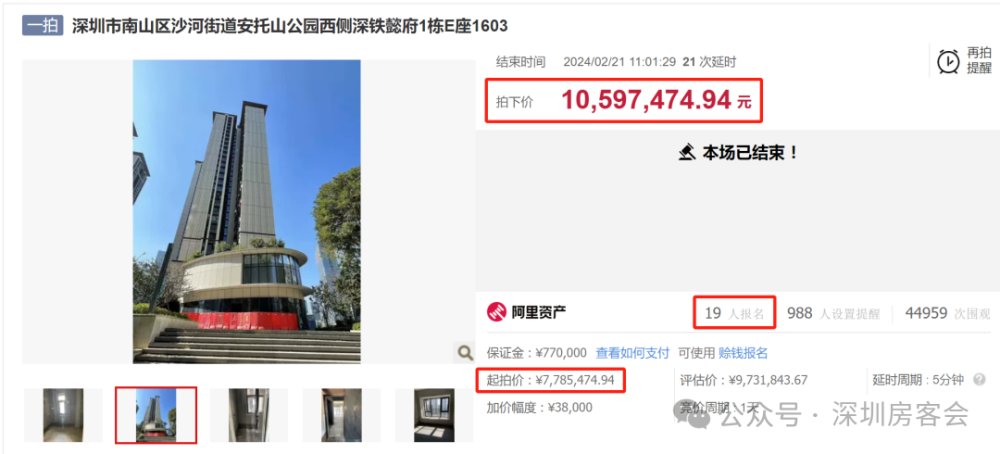 一拍 深圳市南山区沙河街道安托山公园西侧深铁懿府1栋E座1603
结束时间 2024/02/21 11:01:29 21 次延时
再拍提醒
拍下价 10,597,474.94 元
本场已结束！
阿里资产
19 人报名 988 人设置提醒 44959 次围观
保证金：¥770,000 查看如何支付 可使用 赊钱报名
起拍价：¥7,785,474.94 评估价：¥9,731,843.67 延时周期：5分钟
加价幅度：¥38,000 竞价周期：1天
公众号 · 深圳房客会